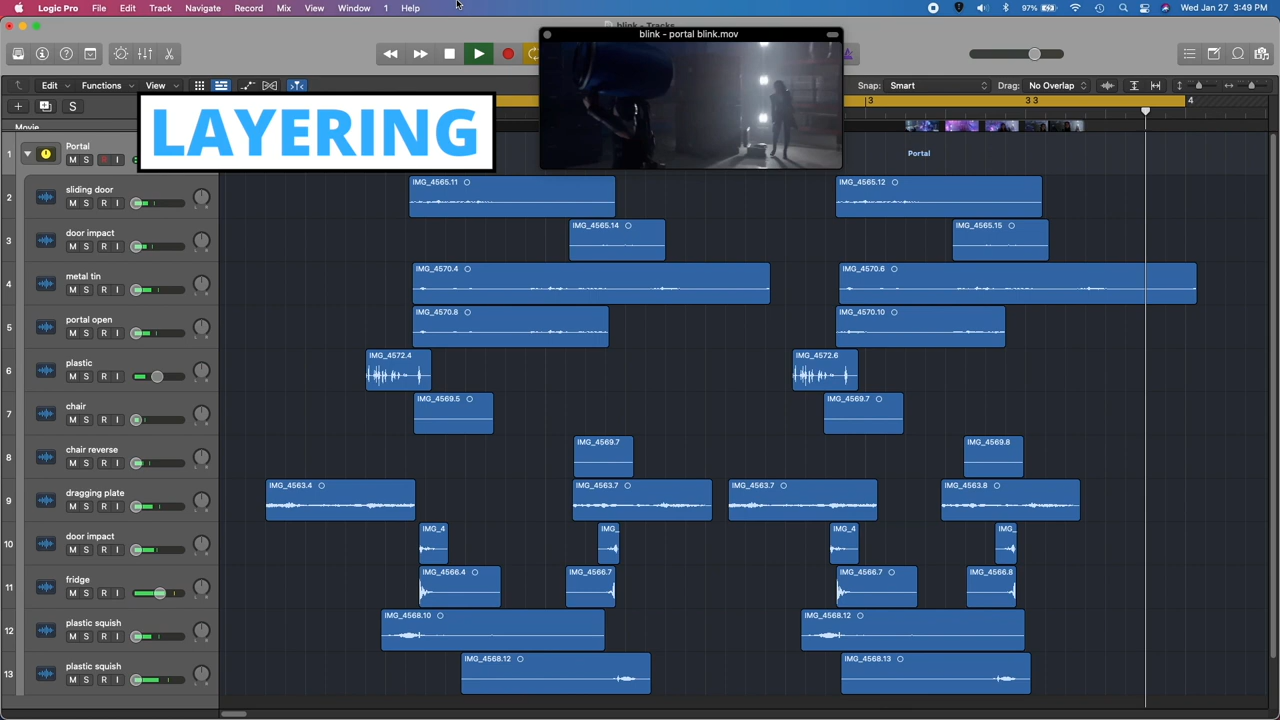 Logic Pro File Edit Track Navigate Record Mix View Window 1 Help 97% Wed Jan 27 3:49 PM
blink - Tracks
blink - portal blink.mov
Edit Functions View Snap: Smart Drag: No Overlap
S 3 3 3 4
LAYERING
Movie
1 Portal M S R I Portal
2 sliding door M S R I IMG_4565.11 IMG_4565.12
3 door impact M S R I IMG_4565.14 IMG_4565.15
4 metal tin M S R I IMG_4570.4 IMG_4570.6
5 portal open M S R I IMG_4570.8 IMG_4570.10
6 plastic M S R I IMG_4572.4 IMG_4572.6
7 chair M S R I IMG_4569.5 IMG_4569.7
8 chair reverse M S R I IMG_4569.7 IMG_4569.8
9 dragging plate M S R I IMG_4563.4 IMG_4563.7 IMG_4563.7 IMG_4563.8
10 door impact M S R I IMG_4 IMG_ IMG_4 IMG_
11 fridge M S R I IMG_4566.4 IMG_4566.7 IMG_4566.7 IMG_4566.8
12 plastic squish M S R I IMG_4568.10 IMG_4568.12
13 plastic squish M S R I IMG_4568.12 IMG_4568.13